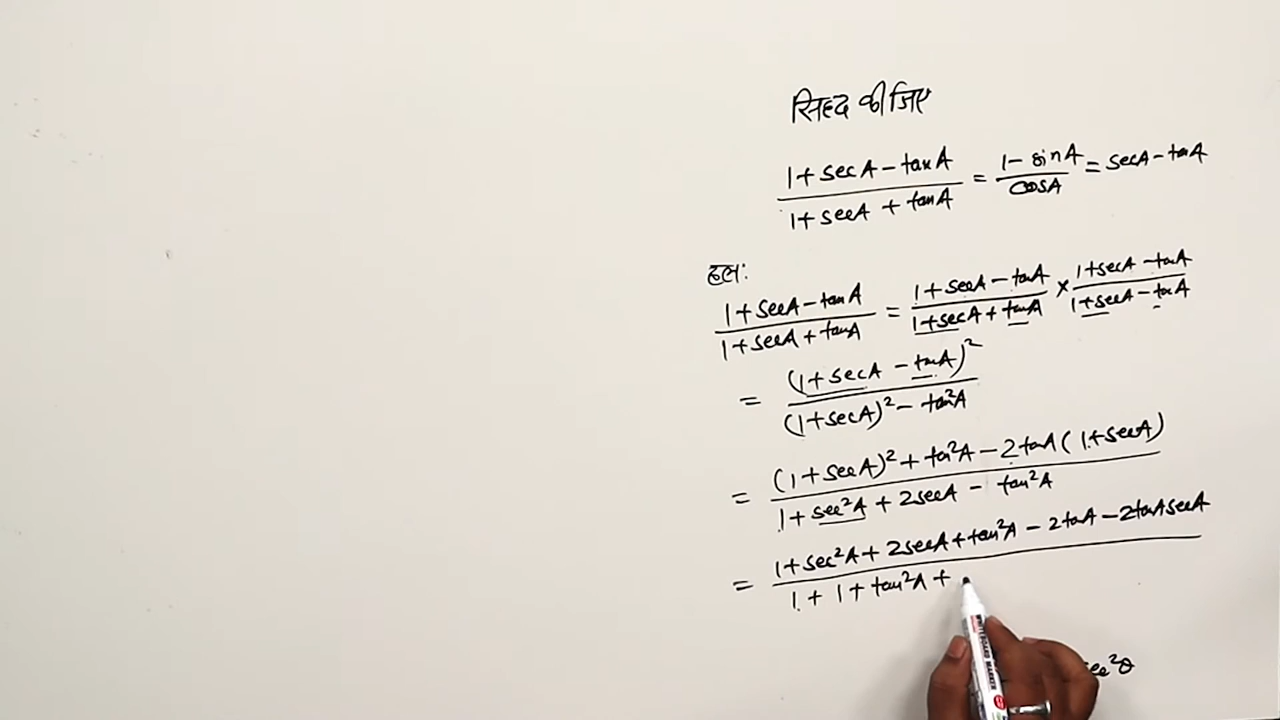 सिद्ध कीजिए
(1 + secA - tanA)/(1 + secA + tanA) = (1 - sinA)/cosA = secA - tanA
हल:
(1 + secA - tanA)/(1 + secA + tanA) = (1 + secA - tanA)/(1 + secA + tanA) × (1 + secA - tanA)/(1 + secA - tanA)
= (1 + secA - tanA)²/((1 + secA)² - tan²A)
= ((1 + secA)² + tan²A - 2tanA(1 + secA))/(1 + sec²A + 2secA - tan²A)
= (1 + sec²A + 2secA + tan²A - 2tanA - 2tanAsecA)/(1 + 1 + tan²A +